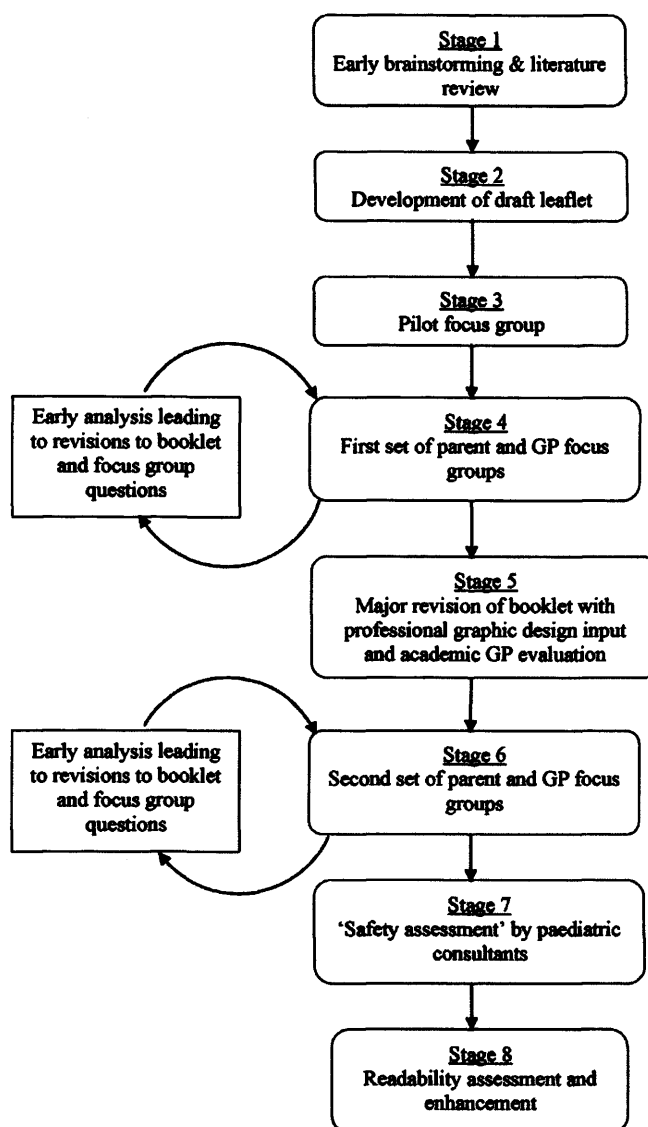 Stage 1
Early brainstorming & literature
review
Stage 2
Development of draft leaflet
Stage 3
Pilot focus group
Early analysis leading
to revisions to booklet
and focus group
questions
Stage 4
First set of parent and GP focus
groups
Stage 5
Major revision of booklet with
professional graphic design input
and academic GP evaluation
Early analysis leading
to revisions to booklet
and focus group
questions
Stage 6
Second set of parent and GP focus
groups
Stage 7
‘Safety assessment’ by paediatric
consultants
Stage 8
Readability assessment and
enhancement